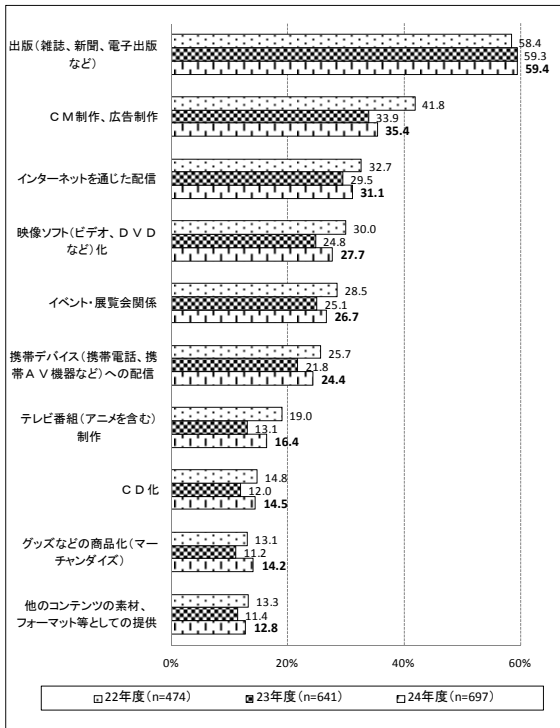 出版(雑誌、新聞、電子出版
など)
58.4
59.3
59.4
CM制作、広告制作
41.8
33.9
35.4
インターネットを通じた配信
32.7
29.5
31.1
映像ソフト(ビデオ、DVD
など)化
30.0
24.8
27.7
イベント・展覧会関係
28.5
25.1
26.7
携帯デバイス(携帯電話、携
帯AV機器など)への配信
25.7
21.8
24.4
テレビ番組(アニメを含む)
制作
19.0
13.1
16.4
CD化
14.8
12.0
14.5
グッズなどの商品化(マー
チャンダイズ)
13.1
11.2
14.2
他のコンテンツの素材、
フォーマット等としての提供
13.3
11.4
12.8
0% 20% 40% 60%
22年度(n=474) 23年度(n=641) 24年度(n=697)